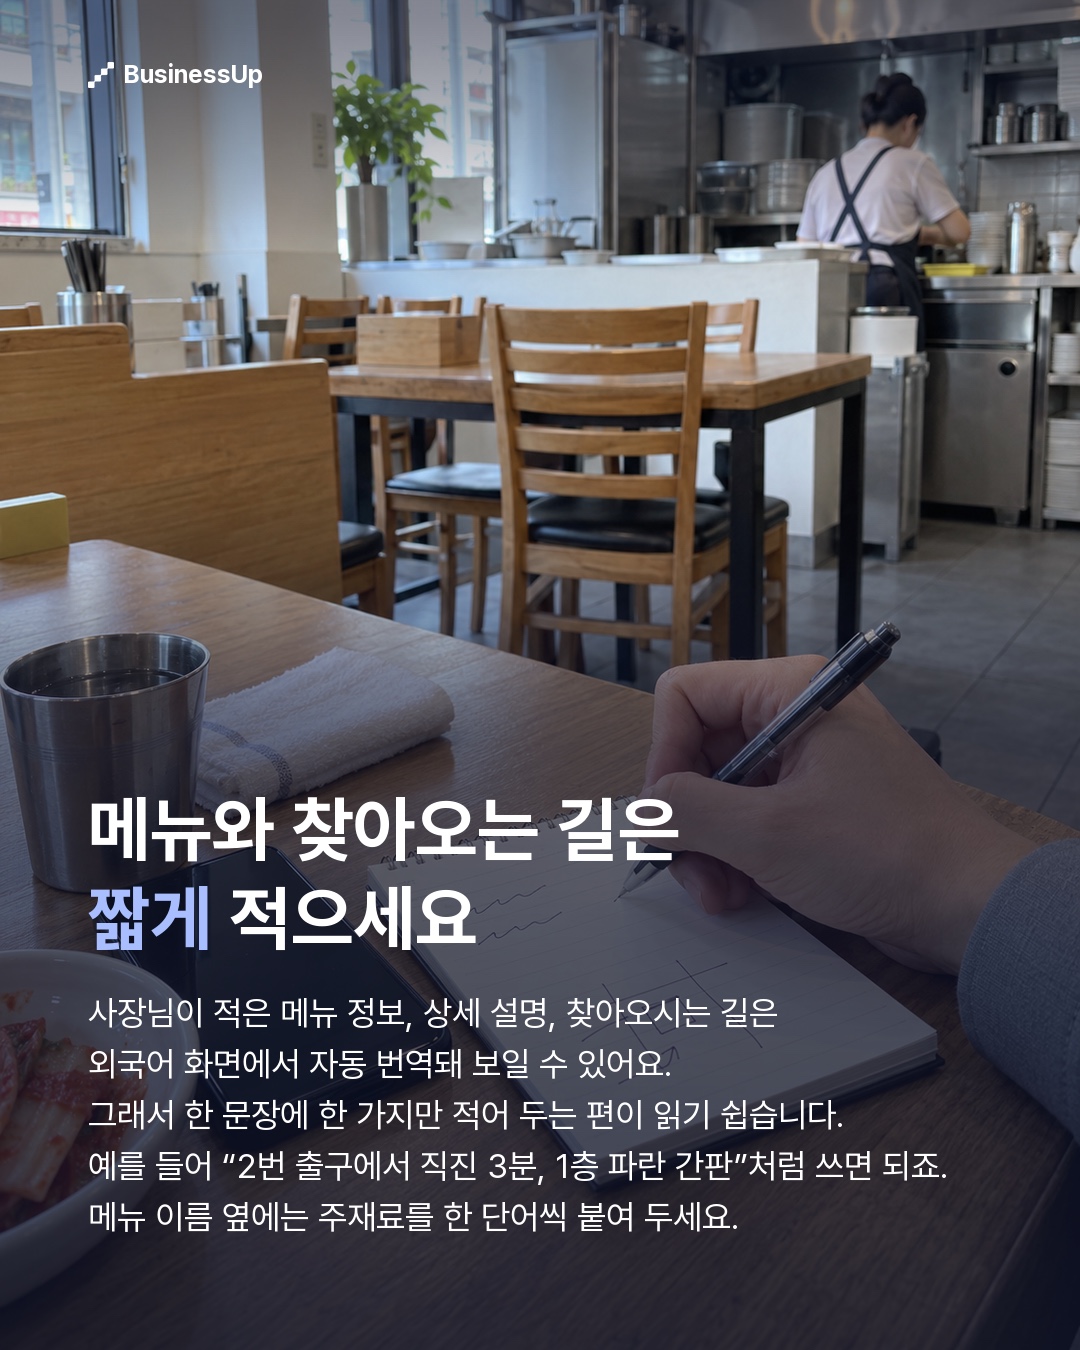 BusinessUp
메뉴와 찾아오는 길은
짧게 적으세요
사장님이 적은 메뉴 정보, 상세 설명, 찾아오시는 길은
외국어 화면에서 자동 번역돼 보일 수 있어요.
그래서 한 문장에 한 가지만 적어 두는 편이 읽기 쉽습니다.
예를 들어 “2번 출구에서 직진 3분, 1층 파란 간판”처럼 쓰면 되죠.
메뉴 이름 옆에는 주재료를 한 단어씩 붙여 두세요.